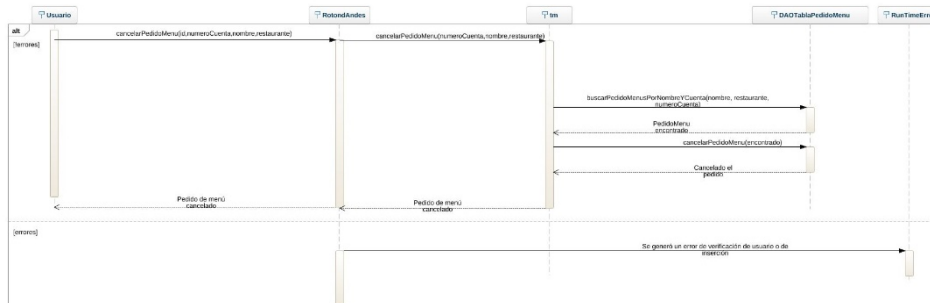 Usuario
RotondAndes
tm
DAOTablaPedidoMenu
RunTimeErr
alt
[!errores]
cancelarPedidoMenu(id,numeroCuenta,nombre,restaurante)
cancelarPedidoMenu(numeroCuenta,nombre,restaurante)
buscarPedidoMenusPorNombreYCuenta(nombre, restaurante,
numeroCuenta)
PedidoMenu
encontrado
cancelarPedidoMenu(encontrado)
Cancelado el
pedido
Pedido de menú
cancelado
Pedido de menú
cancelado
[errores]
Se generó un error de verificación de usuario o de
inserción